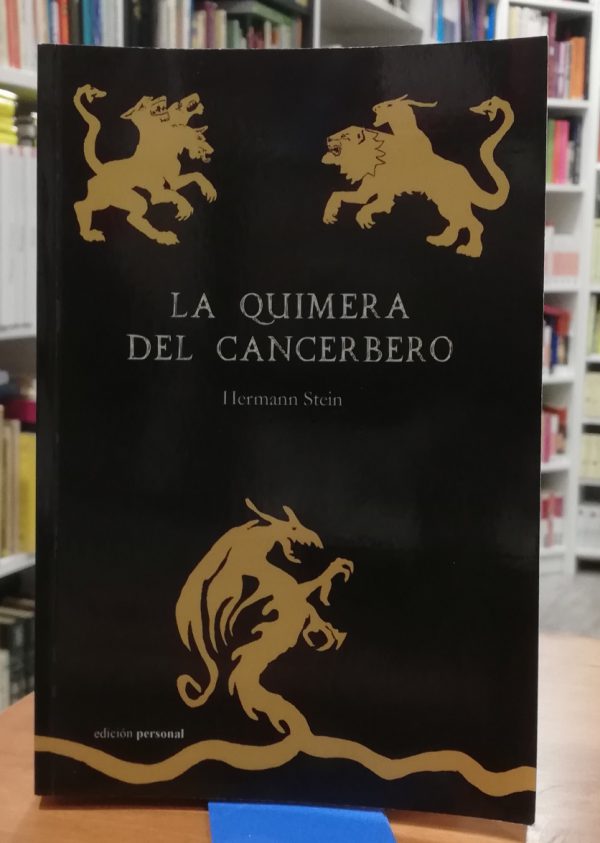 LA QUIMERA
DEL CANCERBERO
Hermann Stein
edición personal